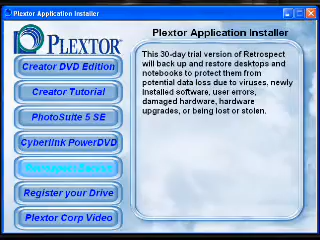 Plextor Application Installer
PLEXTOR
Plextor Application Installer
Creator DVD Edition
Creator Tutorial
PhotoSuite 5 SE
Cyberlink PowerDVD
Retrospect
Register your Drive
Plextor Corp Video
This 30-day trial version of Retrospect
will back up and restore desktops and
notebooks to protect them from
potential data loss due to viruses, newly
installed software, user errors,
damaged hardware, hardware
upgrades, or being lost or stolen.